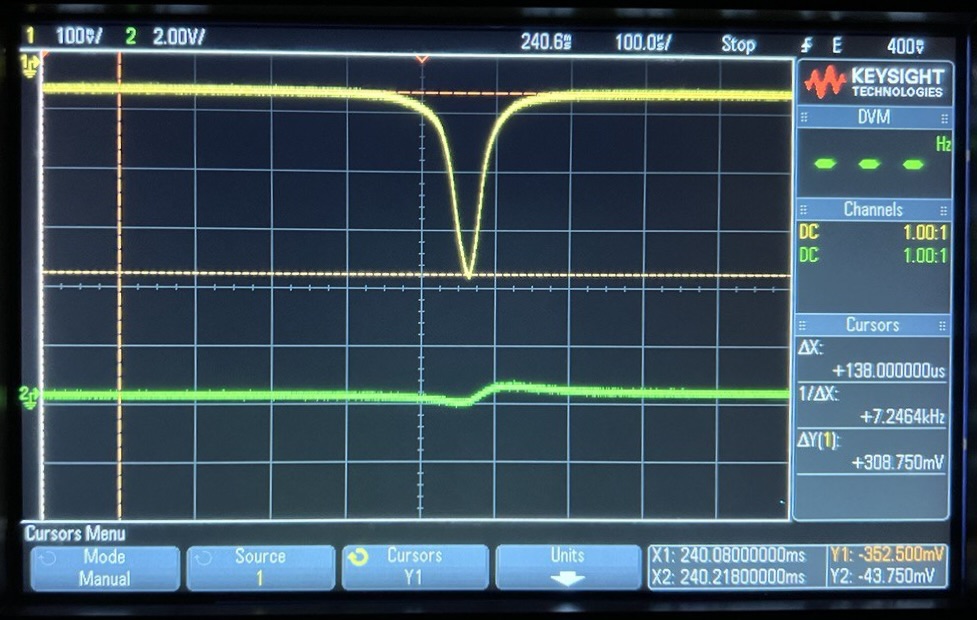 1 100mV/ 2 2.00V/ 240.6ms 100.0us/ Stop E 400mV
1
2
KEYSIGHT
TECHNOLOGIES
DVM
Hz
- - -
Channels
DC 1.00:1
DC 1.00:1
Cursors
ΔX:
+138.000000us
1/ΔX:
+7.2464kHz
ΔY(1):
+308.750mV
Cursors Menu
Mode
Manual
Source
1
Cursors
Y1
Units
X1: 240.08000000ms
X2: 240.21800000ms
Y1: -352.500mV
Y2: -43.750mV